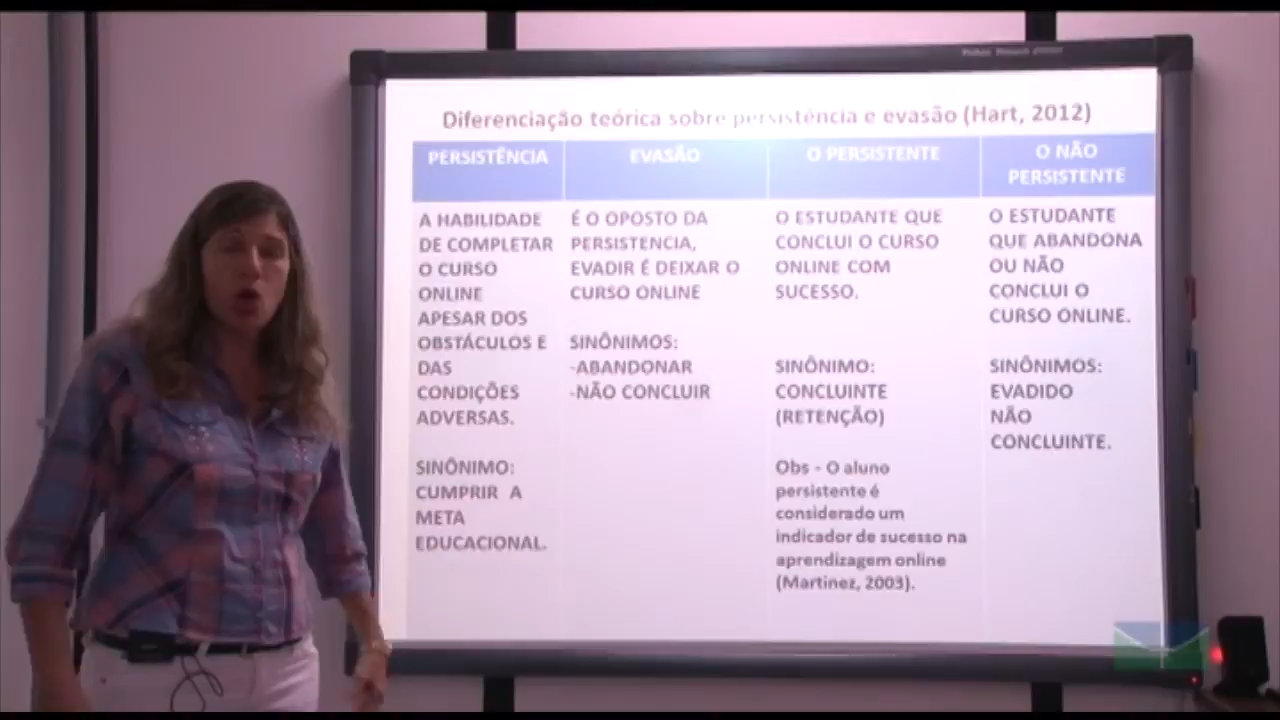 Diferenciação teórica sobre persistência e evasão (Hart, 2012)
PERSISTÊNCIA
A HABILIDADE
DE COMPLETAR
O CURSO
ONLINE
APESAR DOS
OBSTÁCULOS E
DAS
CONDIÇÕES
ADVERSAS.
SINÔNIMO:
CUMPRIR A
META
EDUCACIONAL.
EVASÃO
É O OPOSTO DA
PERSISTENCIA,
EVADIR É DEIXAR O
CURSO ONLINE
SINÔNIMOS:
-ABANDONAR
-NÃO CONCLUIR
O PERSISTENTE
O ESTUDANTE QUE
CONCLUI O CURSO
ONLINE COM
SUCESSO.
SINÔNIMO:
CONCLUINTE
(RETENÇÃO)
Obs - O aluno
persistente é
considerado um
indicador de sucesso na
aprendizagem online
(Martinez, 2003).
O NÃO
PERSISTENTE
O ESTUDANTE
QUE ABANDONA
OU NÃO
CONCLUI O
CURSO ONLINE.
SINÔNIMOS:
EVADIDO
NÃO
CONCLUINTE.